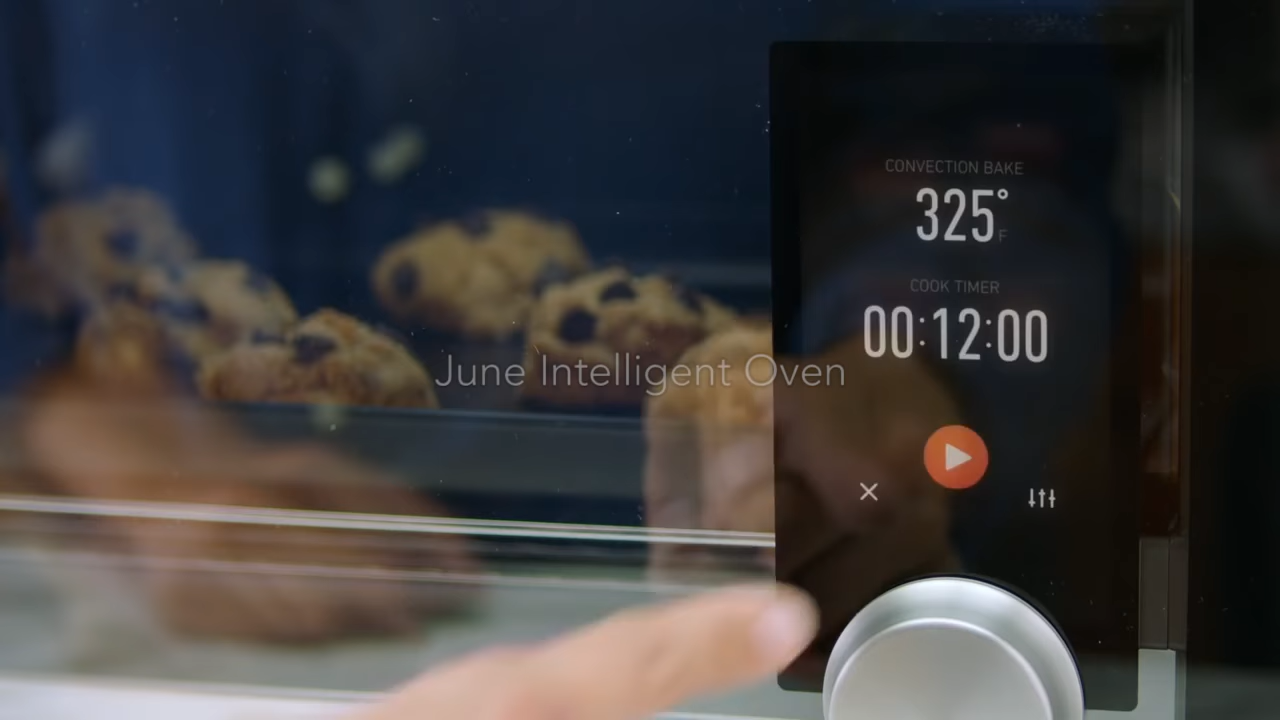 CONVECTION BAKE
325°F
COOK TIMER
00:12:00
June Intelligent Oven